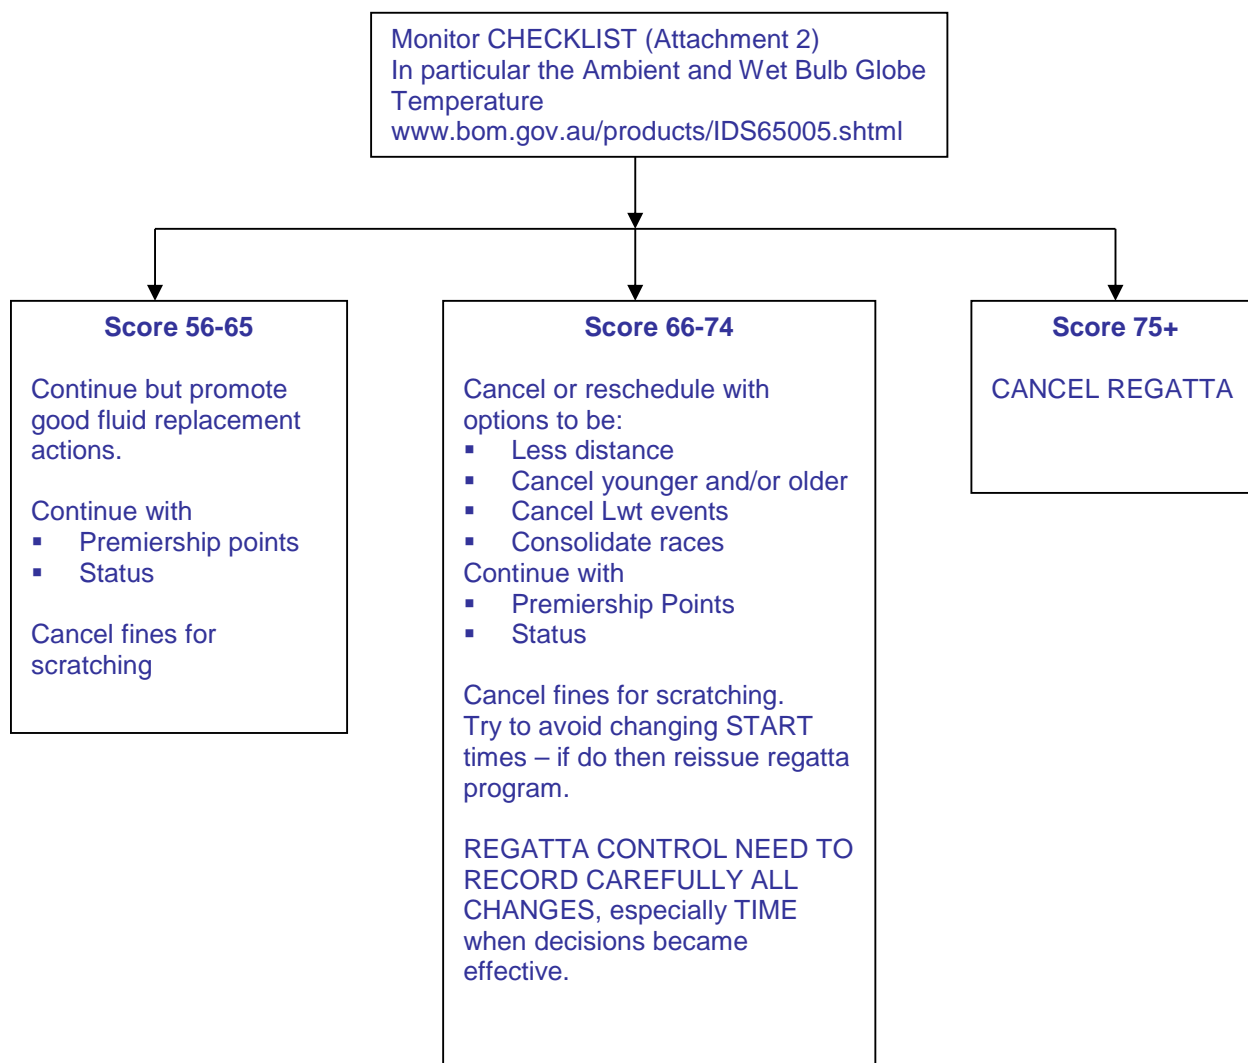 Monitor CHECKLIST (Attachment 2)
In particular the Ambient and Wet Bulb Globe
Temperature
www.bom.gov.au/products/IDS65005.shtml
Score 56-65
Continue but promote
good fluid replacement
actions.
Continue with
▪ Premiership points
▪ Status
Cancel fines for
scratching
Score 66-74
Cancel or reschedule with
options to be:
▪ Less distance
▪ Cancel younger and/or older
▪ Cancel Lwt events
▪ Consolidate races
Continue with
▪ Premiership Points
▪ Status
Cancel fines for scratching.
Try to avoid changing START
times – if do then reissue regatta
program.
REGATTA CONTROL NEED TO
RECORD CAREFULLY ALL
CHANGES, especially TIME
when decisions became
effective.
Score 75+
CANCEL REGATTA